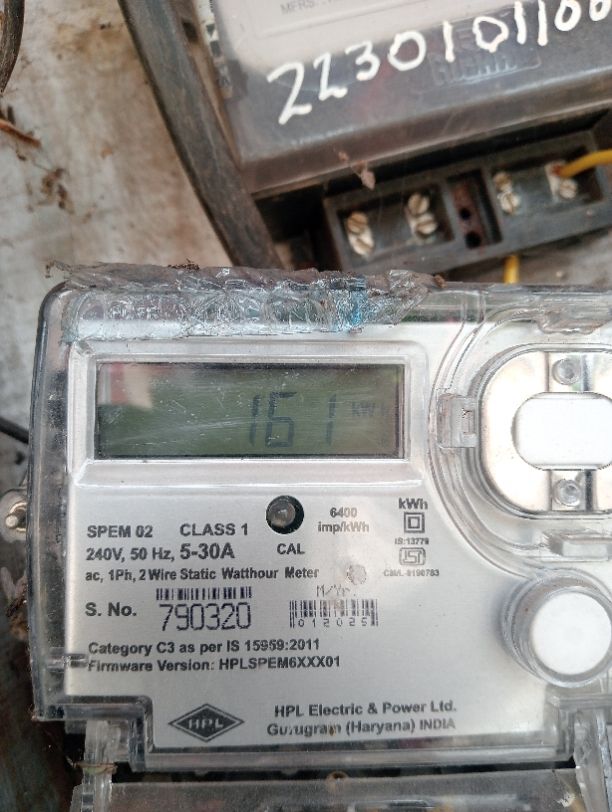 MFRS.
2230101100
161 kWh
6400
imp/kWh
kWh
SPEM 02 CLASS 1
240V, 50 Hz, 5-30A
CAL
IS:13779
ac, 1Ph, 2 Wire Static Watthour Meter
M/Yr.
S. No. 790320
012025
Category C3 as per IS 15959:2011
Firmware Version: HPLSPEM6XXX01
HPL
HPL Electric & Power Ltd.
Gurugram (Haryana) INDIA